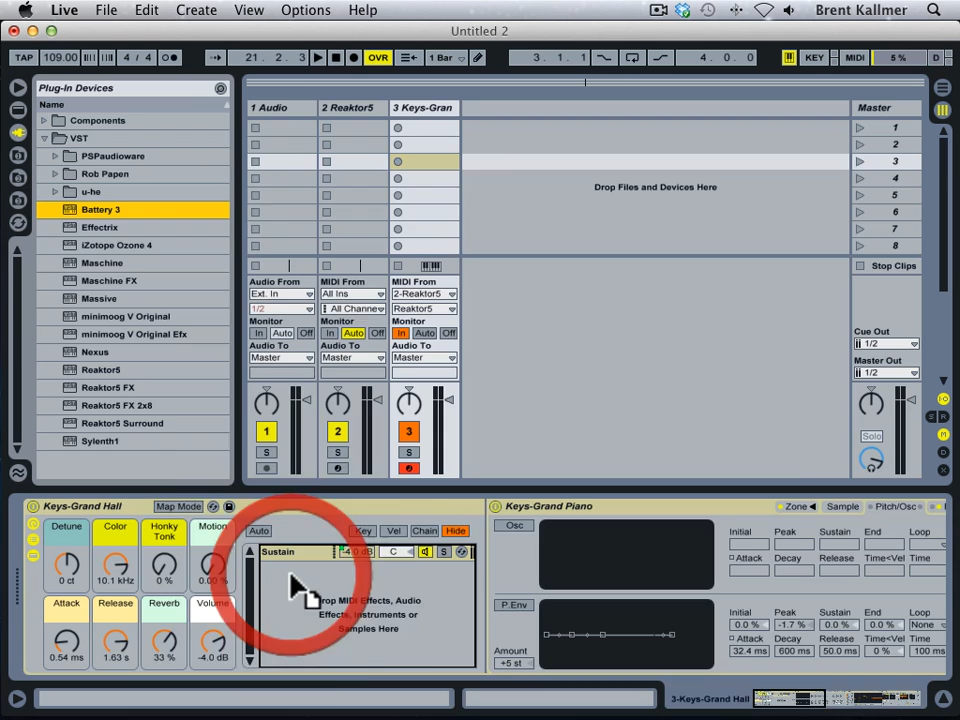 Live File Edit Create View Options Help Brent Kallmer
Untitled 2
TAP 109.00 4 / 4 21. 2. 3 OVR 1 Bar 3. 1. 1 4. 0. 0 KEY MIDI 5 % D
Plug-In Devices
Name
Components
VST
PSPaudioware
Rob Papen
u-he
Battery 3
Effectrix
iZotope Ozone 4
Maschine
Maschine FX
Massive
minimoog V Original
minimoog V Original Efx
Nexus
Reaktor5
Reaktor5 FX
Reaktor5 FX 2x8
Reaktor5 Surround
Sylenth1
1 Audio 2 Reaktor5 3 Keys-Gran Master
1
2
3
4
5
6
7
8
Drop Files and Devices Here
Stop Clips
Audio From MIDI From MIDI From
Ext. In All Ins 2-Reaktor5
1/2 All Channe Reaktor5
Monitor Monitor Monitor
In Auto Off In Auto Off In Auto Off
Audio To Audio To Audio To
Master Master Master
Cue Out
1/2
Master Out
1/2
1 2 3 Solo
S S S
S R
M
D
X
Keys-Grand Hall Map Mode
Detune Color Honky Tonk Motion
0 ct 10.1 kHz 0 % 0.00 %
Attack Release Reverb Volume
0.54 ms 1.63 s 33 % -4.0 dB
Auto Key Vel Chain Hide
Sustain -4.0 dB C S
rop MIDI Effects, Audio
Effects, Instruments or
Samples Here
Keys-Grand Piano Zone Sample Pitch/Osc
Osc
Initial Peak Sustain End Loop
Attack Decay Release Time<Vel Time
P.Env
Amount
+5 st
Initial Peak Sustain End Loop
0.0 % -1.7 % 0.0 % 0.0 % None
Attack Decay Release Time<Vel Time
32.4 ms 600 ms 50.0 ms 0 % 100 ms
3-Keys-Grand Hall